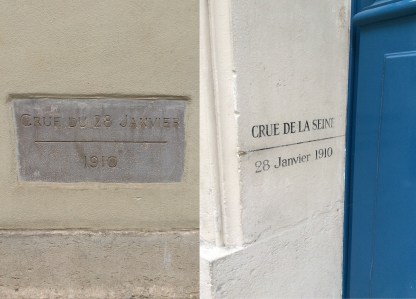 CRUE DU 28 JANVIER
1910
CRUE DE LA SEINE
28 Janvier 1910